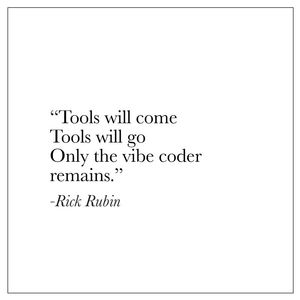 “Tools will come
Tools will go
Only the vibe coder
remains.”
-Rick Rubin